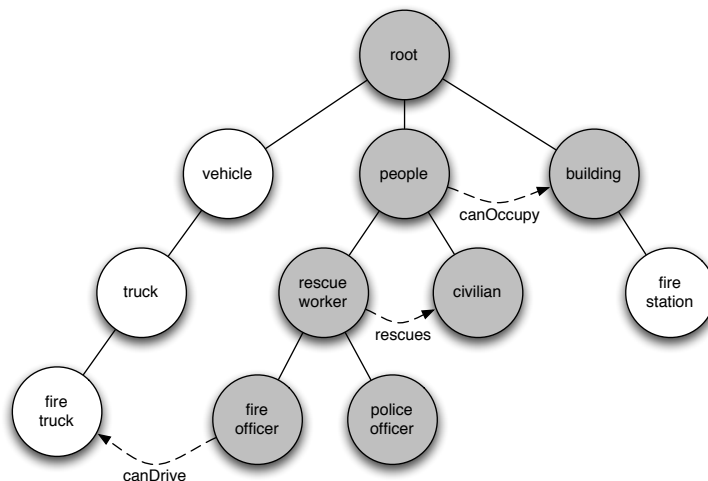 root
vehicle
people
building
canOccupy
truck
rescue
worker
civilian
fire
station
rescues
fire
truck
fire
officer
police
officer
canDrive